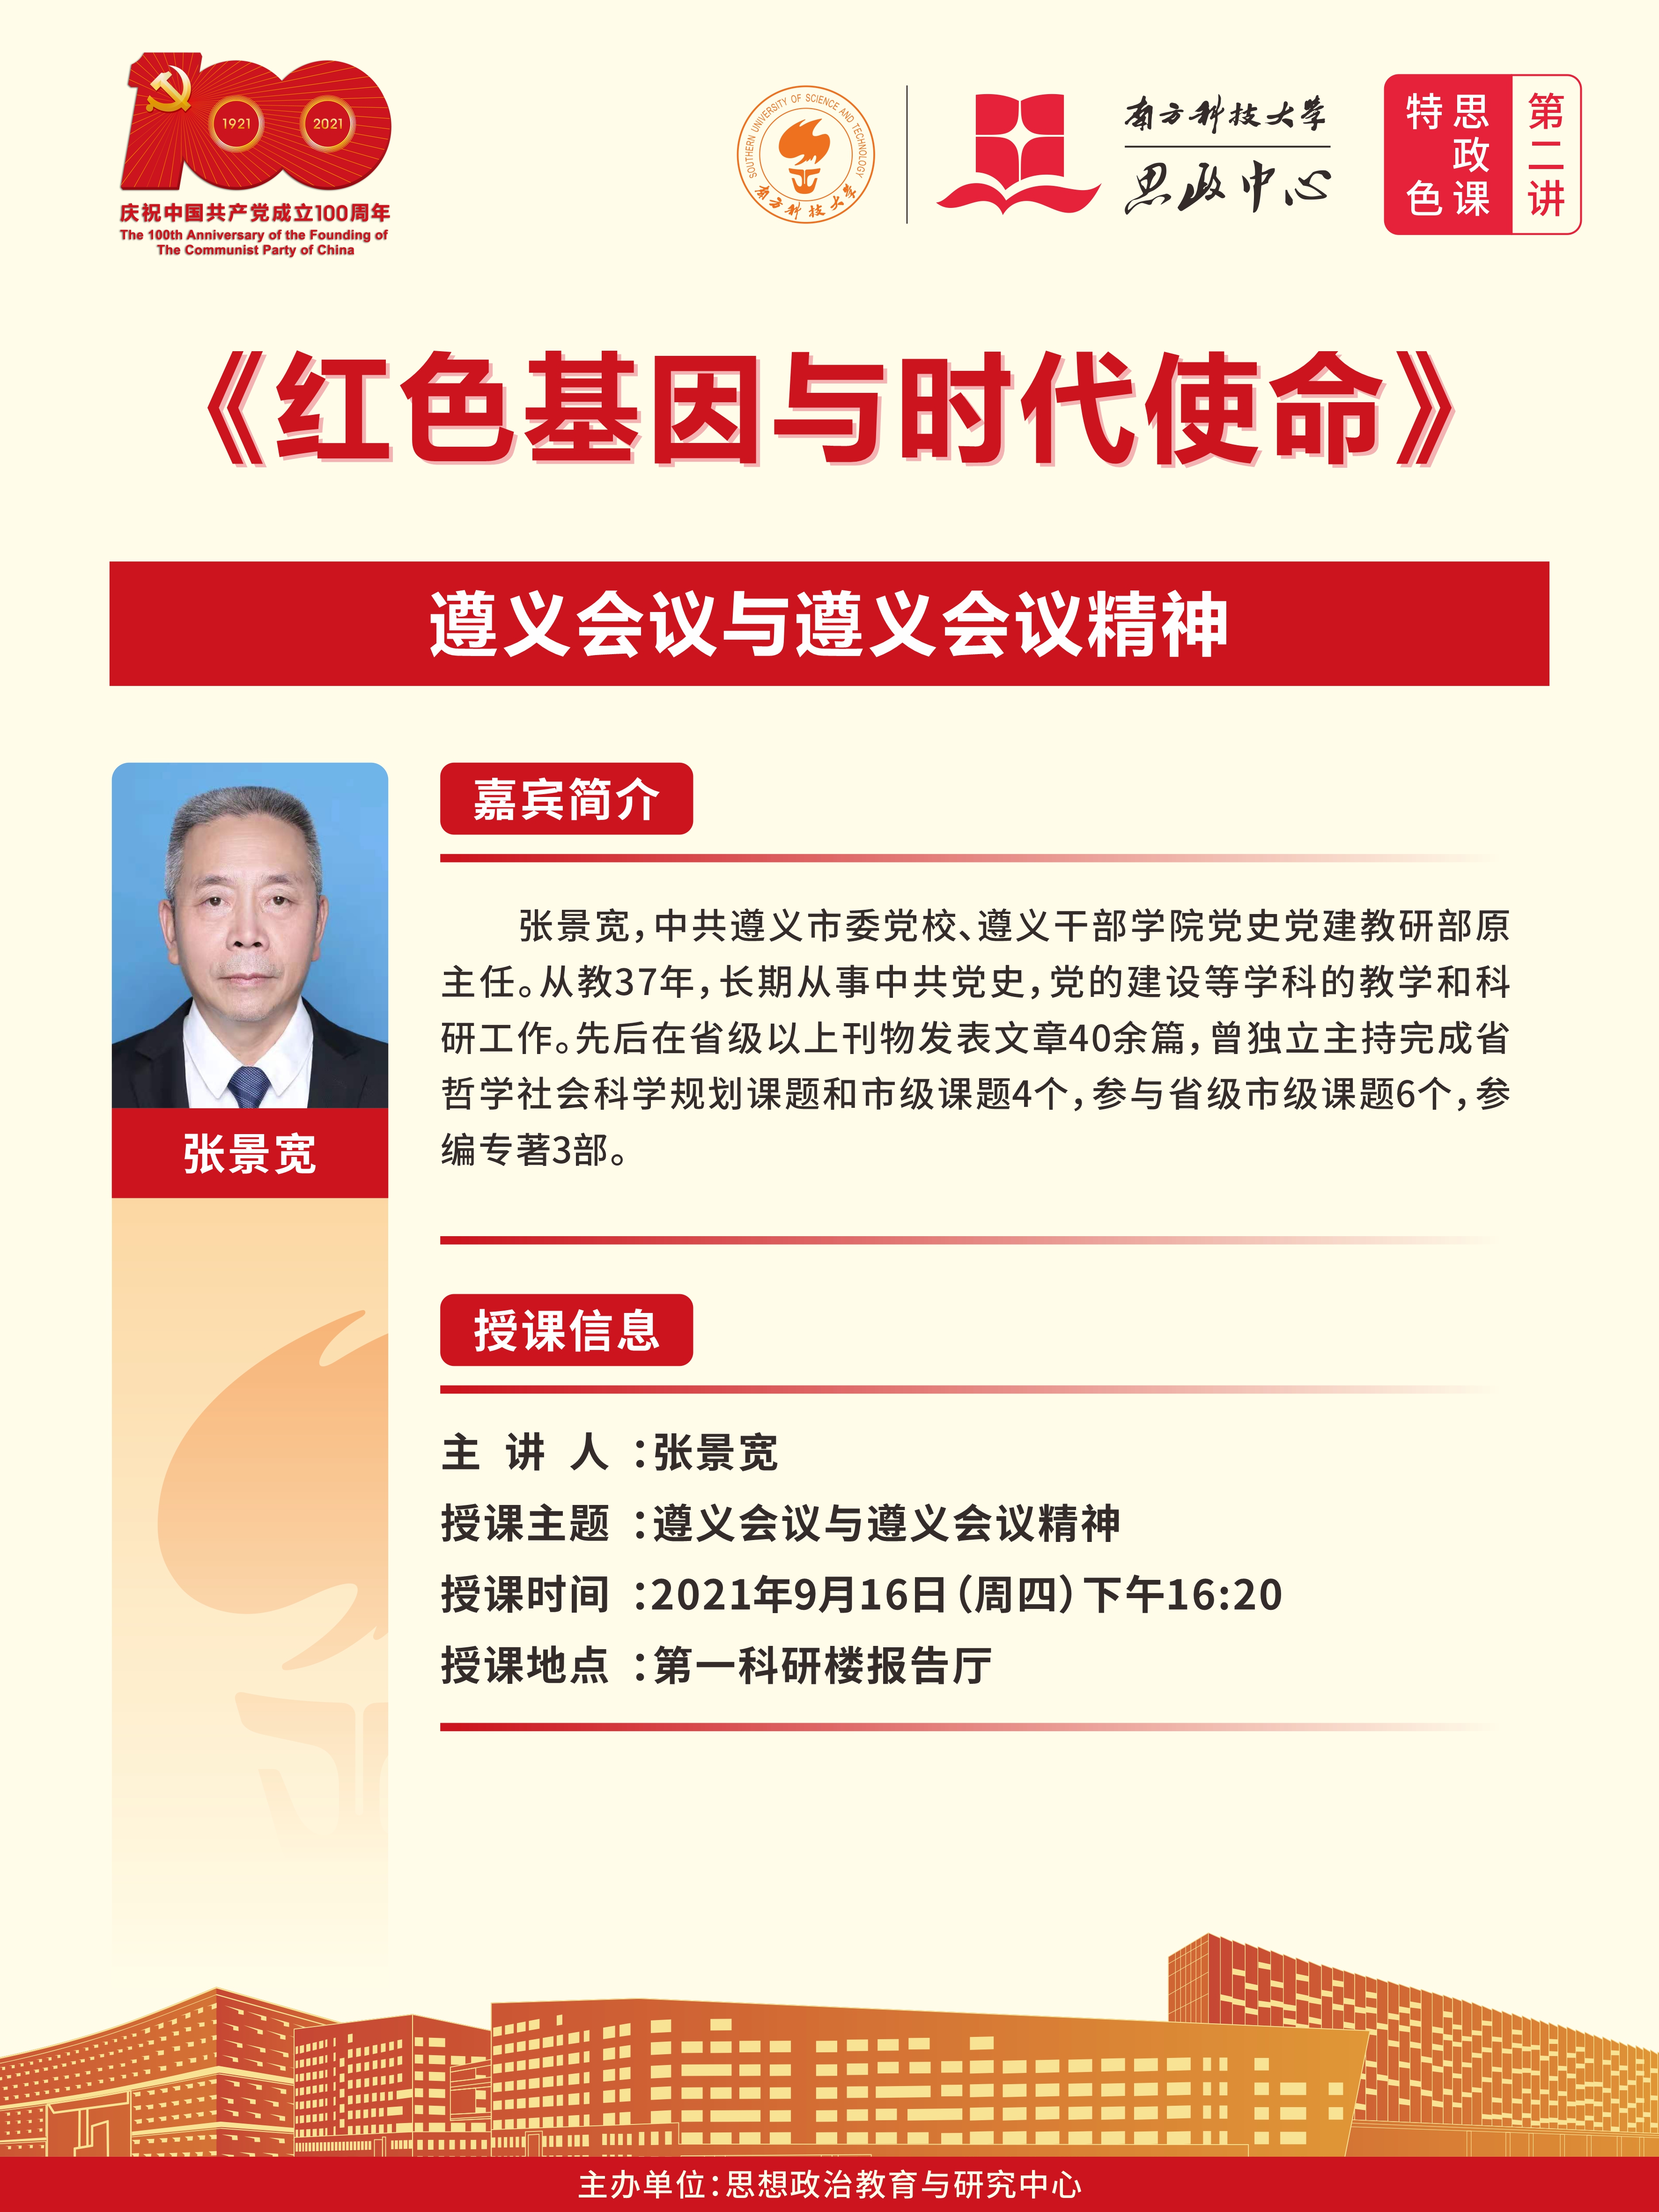 1921
2021
庆祝中国共产党成立100周年
The 100th Anniversary of the Founding of
The Communist Party of China
SOUTHERN UNIVERSITY OF SCIENCE AND TECHNOLOGY
南方科技大学
南方科技大学
思政中心
特色
思政课
第二讲
《红色基因与时代使命》
遵义会议与遵义会议精神
张景宽
嘉宾简介
张景宽，中共遵义市委党校、遵义干部学院党史党建教研部原
主任。从教37年，长期从事中共党史，党的建设等学科的教学和科
研工作。先后在省级以上刊物发表文章40余篇，曾独立主持完成省
哲学社会科学规划课题和市级课题4个，参与省级市级课题6个，参
编专著3部。
授课信息
主 讲 人 ：张景宽
授课主题 ：遵义会议与遵义会议精神
授课时间 ：2021年9月16日（周四）下午16:20
授课地点 ：第一科研楼报告厅
主办单位：思想政治教育与研究中心